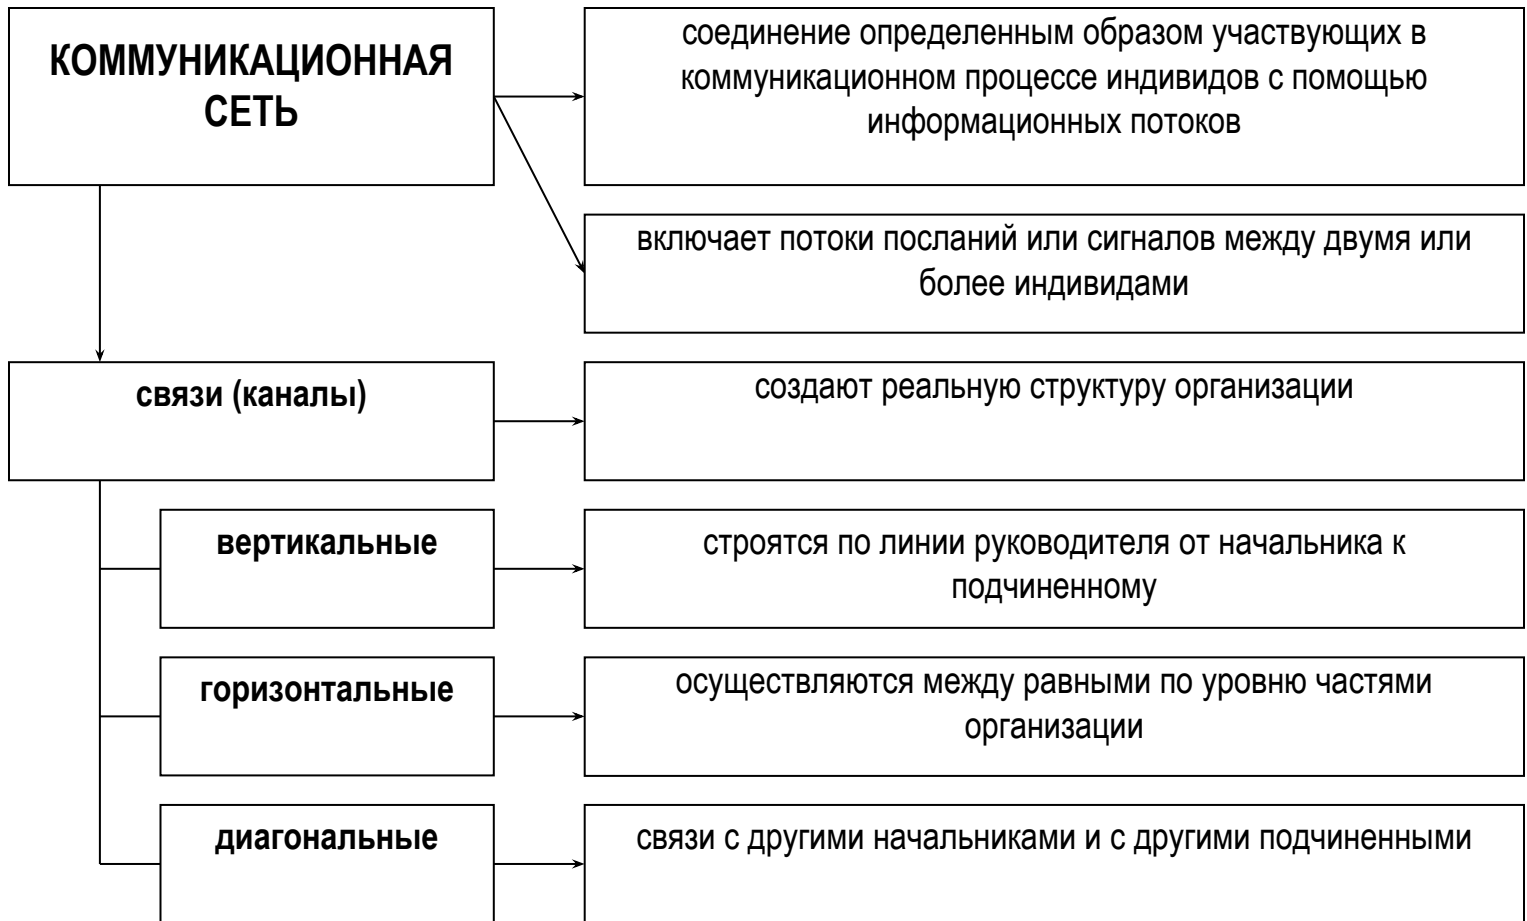 КОММУНИКАЦИОННАЯ
СЕТЬ
соединение определенным образом участвующих в
коммуникационном процессе индивидов с помощью
информационных потоков
включает потоки посланий или сигналов между двумя или
более индивидами
связи (каналы)
создают реальную структуру организации
вертикальные
строятся по линии руководителя от начальника к
подчиненному
горизонтальные
осуществляются между равными по уровню частями
организации
диагональные
связи с другими начальниками и с другими подчиненными